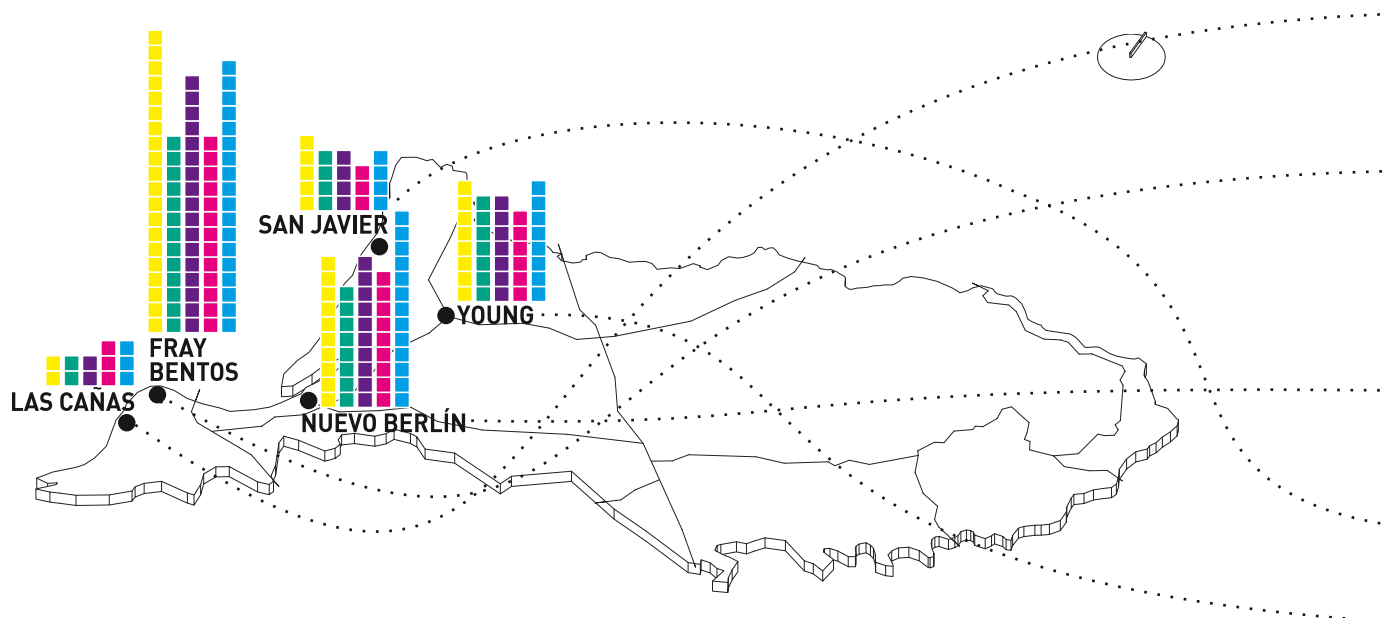 SAN JAVIER
YOUNG
FRAY
BENTOS
LAS CAÑAS
NUEVO BERLÍN